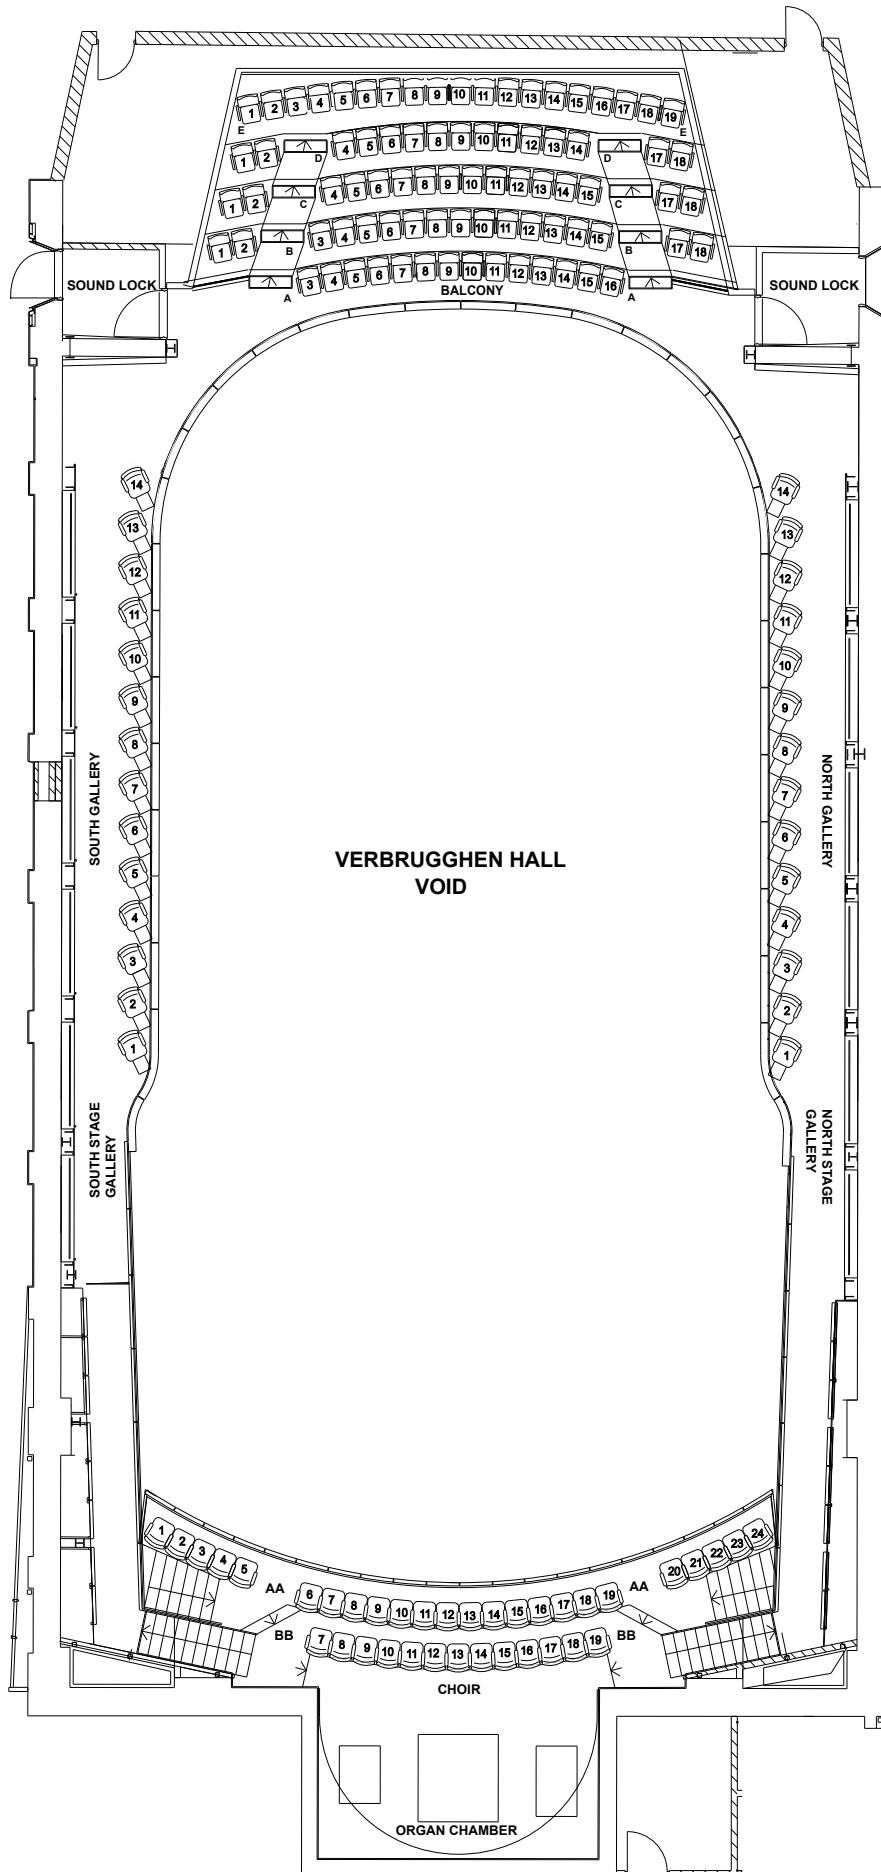 1 2 3 4 5 6 7 8 9 10 11 12 13 14 15 16 17 18 19
E E
1 2 D 4 5 6 7 8 9 10 11 12 13 14 D 17 18
1 2 C 4 5 6 7 8 9 10 11 12 13 14 15 C 17 18
1 2 B 3 4 5 6 7 8 9 10 11 12 13 14 15 B 17 18
A 3 4 5 6 7 8 9 10 11 12 13 14 15 16 A
SOUND LOCK
BALCONY
SOUND LOCK
14 14
13 13
12 12
11 11
10 10
9 9
8 8
7 7
6 6
5 5
4 4
3 3
2 2
1 1
SOUTH GALLERY
NORTH GALLERY
VERBRUGGHEN HALL
VOID
SOUTH STAGE
GALLERY
NORTH STAGE
GALLERY
1 2 3 4 5 AA 6 7 8 9 10 11 12 13 14 15 16 17 18 19 AA 20 21 22 23 24
BB 7 8 9 10 11 12 13 14 15 16 17 18 19 BB
CHOIR
ORGAN CHAMBER